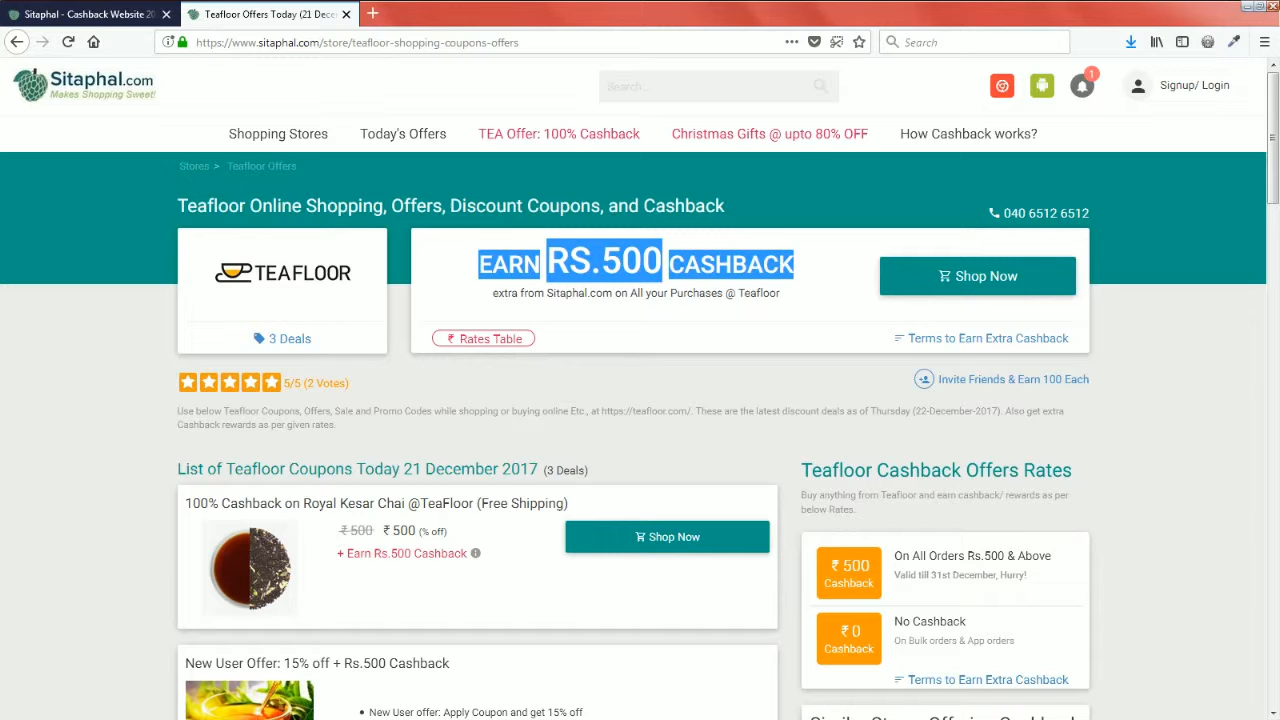 Sitaphal - Cashback Website 20
Teafloor Offers Today (21 Dece
https://www.sitaphal.com/store/teafloor-shopping-coupons-offers
Search
Sitaphal.com
Makes Shopping Sweet!
Search...
1
Signup/ Login
Shopping Stores
Today's Offers
TEA Offer: 100% Cashback
Christmas Gifts @ upto 80% OFF
How Cashback works?
Stores > Teafloor Offers
Teafloor Online Shopping, Offers, Discount Coupons, and Cashback
040 6512 6512
TEAFLOOR
3 Deals
EARN RS.500 CASHBACK
extra from Sitaphal.com on All your Purchases @ Teafloor
Shop Now
₹ Rates Table
Terms to Earn Extra Cashback
5/5 (2 Votes)
Invite Friends & Earn 100 Each
Use below Teafloor Coupons, Offers, Sale and Promo Codes while shopping or buying online Etc., at https://teafloor.com/. These are the latest discount deals as of Thursday (22-December-2017). Also get extra
Cashback rewards as per given rates.
List of Teafloor Coupons Today 21 December 2017 (3 Deals)
100% Cashback on Royal Kesar Chai @TeaFloor (Free Shipping)
₹ 500 ₹ 500 (% off)
+ Earn Rs.500 Cashback
Shop Now
New User Offer: 15% off + Rs.500 Cashback
New User offer: Apply Coupon and get 15% off
Teafloor Cashback Offers Rates
Buy anything from Teafloor and earn cashback/ rewards as per
below Rates.
₹ 500
Cashback
On All Orders Rs.500 & Above
Valid till 31st December, Hurry!
₹ 0
Cashback
No Cashback
On Bulk orders & App orders
Terms to Earn Extra Cashback
Similar Stores Offering Cashback